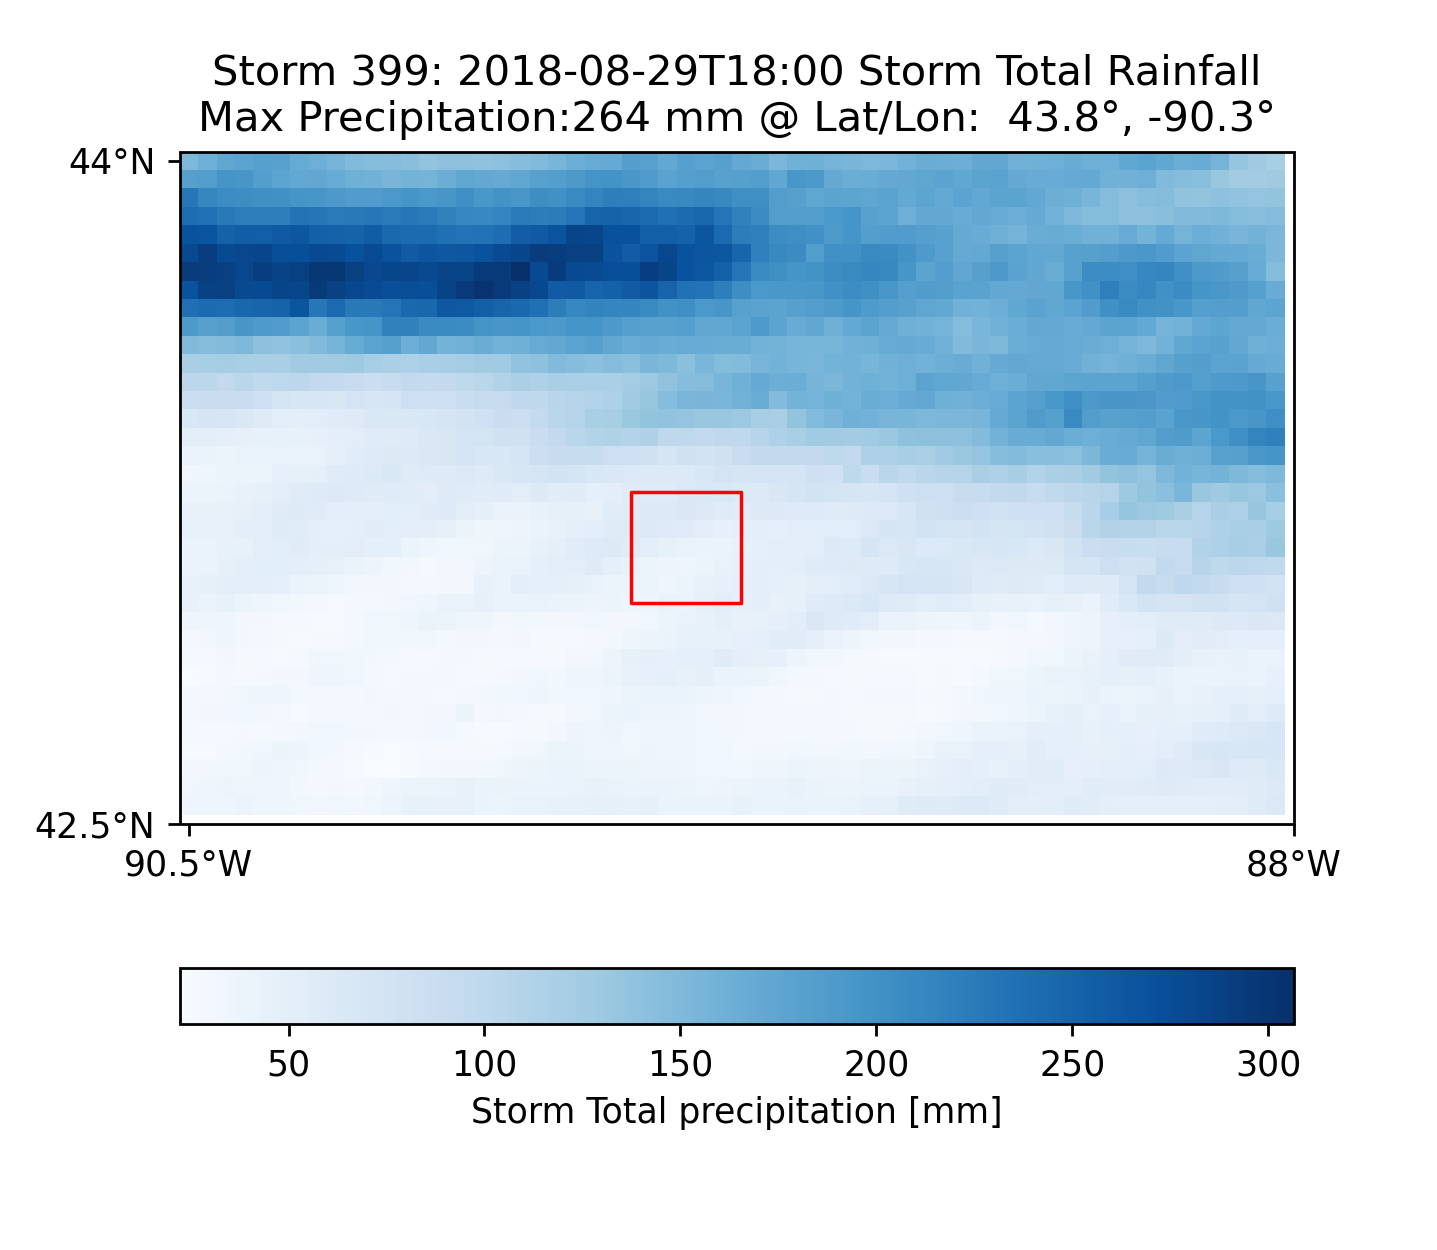 Storm 399: 2018-08-29T18:00 Storm Total Rainfall
Max Precipitation:264 mm @ Lat/Lon:  43.8°, -90.3°
44°N
42.5°N
90.5°W 88°W
50 100 150 200 250 300
Storm Total precipitation [mm]